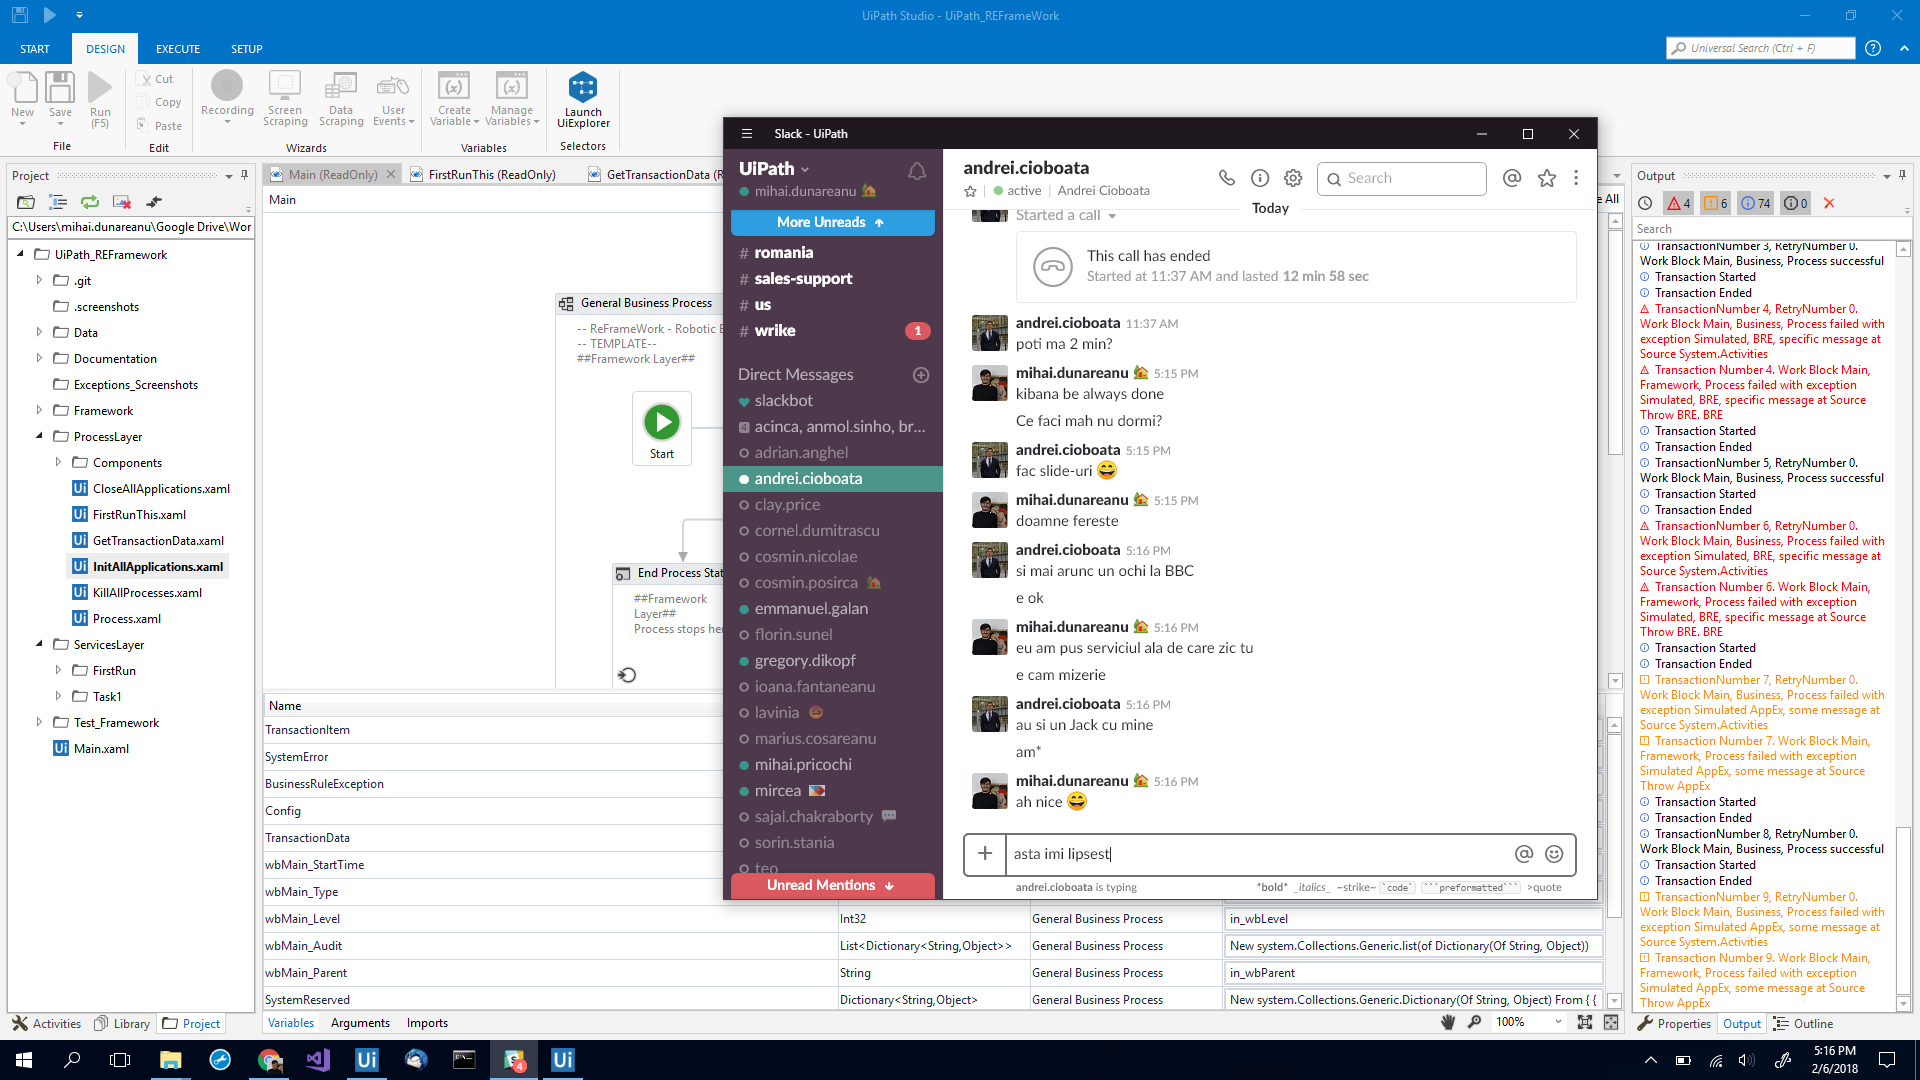 UiPath Studio - UiPath_REFrameWork
START
DESIGN
EXECUTE
SETUP
Universal Search (Ctrl + F)
New
Save
Run
(F5)
File
Cut
Copy
Paste
Edit
Recording
Screen
Scraping
Data
Scraping
User
Events
Wizards
Create
Variable
Manage
Variables
Variables
Launch
UiExplorer
Selectors
Project
C:\Users\mihai.dunareanu\Google Drive\Wor
UiPath_REFramework
.git
.screenshots
Data
Documentation
Exceptions_Screenshots
Framework
ProcessLayer
Components
CloseAllApplications.xaml
FirstRunThis.xaml
GetTransactionData.xaml
InitAllApplications.xaml
KillAllProcesses.xaml
Process.xaml
ServicesLayer
FirstRun
Task1
Test_Framework
Main.xaml
Activities
Library
Project
Main (ReadOnly)
FirstRunThis (ReadOnly)
GetTransactionData (R
Main
e All
General Business Process
-- ReFrameWork - Robotic E
-- TEMPLATE--
##Framework Layer##
Start
End Process Stat
##Framework
Layer##
Process stops her
Name
TransactionItem
SystemError
BusinessRuleException
Config
TransactionData
wbMain_StartTime
wbMain_Type
wbMain_Level Int32 General Business Process in_wbLevel
wbMain_Audit List<Dictionary<String,Object>> General Business Process New system.Collections.Generic.list(of Dictionary(Of String, Object))
wbMain_Parent String General Business Process in_wbParent
SystemReserved Dictionary<String,Object> General Business Process New system.Collections.Generic.Dictionary(Of String, Object) From { {
Variables
Arguments
Imports
100%
Slack - UiPath
UiPath
mihai.dunareanu
More Unreads ↑
# romania
# sales-support
# us
# wrike 1
Direct Messages
slackbot
4 acinca, anmol.sinho, br...
adrian.anghel
andrei.cioboata
clay.price
cornel.dumitrascu
cosmin.nicolae
cosmin.posirca
emmanuel.galan
florin.sunel
gregory.dikopf
ioana.fantaneanu
lavinia
marius.cosareanu
mihai.pricochi
mircea
sajal.chakraborty
sorin.stania
teo
Unread Mentions ↓
andrei.cioboata
active
Andrei Cioboata
Search
Today
Started a call
This call has ended
Started at 11:37 AM and lasted 12 min 58 sec
andrei.cioboata 11:37 AM
poti ma 2 min?
mihai.dunareanu 5:15 PM
kibana be always done
Ce faci mah nu dormi?
andrei.cioboata 5:15 PM
fac slide-uri
mihai.dunareanu 5:15 PM
doamne fereste
andrei.cioboata 5:16 PM
si mai arunc un ochi la BBC
e ok
mihai.dunareanu 5:16 PM
eu am pus serviciul ala de care zic tu
e cam mizerie
andrei.cioboata 5:16 PM
au si un Jack cu mine
am*
mihai.dunareanu 5:16 PM
ah nice
asta imi lipsest
andrei.cioboata is typing
*bold* _italics_ ~strike~ `code` ```preformatted``` >quote
Output
4
6
74
0
Search
TransactionNumber 3, RetryNumber 0.
Work Block Main, Business, Process successful
Transaction Started
Transaction Ended
TransactionNumber 4, RetryNumber 0.
Work Block Main, Business, Process failed with
exception Simulated, BRE, specific message at
Source System.Activities
Transaction Number 4. Work Block Main,
Framework, Process failed with exception
Simulated, BRE, specific message at Source
Throw BRE. BRE
Transaction Started
Transaction Ended
TransactionNumber 5, RetryNumber 0.
Work Block Main, Business, Process successful
Transaction Started
Transaction Ended
TransactionNumber 6, RetryNumber 0.
Work Block Main, Business, Process failed with
exception Simulated, BRE, specific message at
Source System.Activities
Transaction Number 6. Work Block Main,
Framework, Process failed with exception
Simulated, BRE, specific message at Source
Throw BRE. BRE
Transaction Started
Transaction Ended
TransactionNumber 7, RetryNumber 0.
Work Block Main, Business, Process failed with
exception Simulated AppEx, some message at
Source System.Activities
Transaction Number 7. Work Block Main,
Framework, Process failed with exception
Simulated AppEx, some message at Source
Throw AppEx
Transaction Started
Transaction Ended
TransactionNumber 8, RetryNumber 0.
Work Block Main, Business, Process successful
Transaction Started
Transaction Ended
TransactionNumber 9, RetryNumber 0.
Work Block Main, Business, Process failed with
exception Simulated AppEx, some message at
Source System.Activities
Transaction Number 9. Work Block Main,
Framework, Process failed with exception
Simulated AppEx, some message at Source
Throw AppEx
Properties
Output
Outline
Ui
4
Ui
5:16 PM
2/6/2018